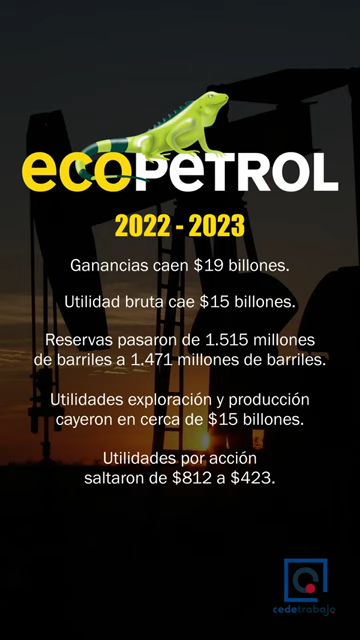 ecoPeTROL
2022 - 2023
Ganancias caen $19 billones.
Utilidad bruta cae $15 billones.
Reservas pasaron de 1.515 millones
de barriles a 1.471 millones de barriles.
Utilidades exploración y producción
cayeron en cerca de $15 billones.
Utilidades por acción
saltaron de $812 a $423.
cedetrabajo